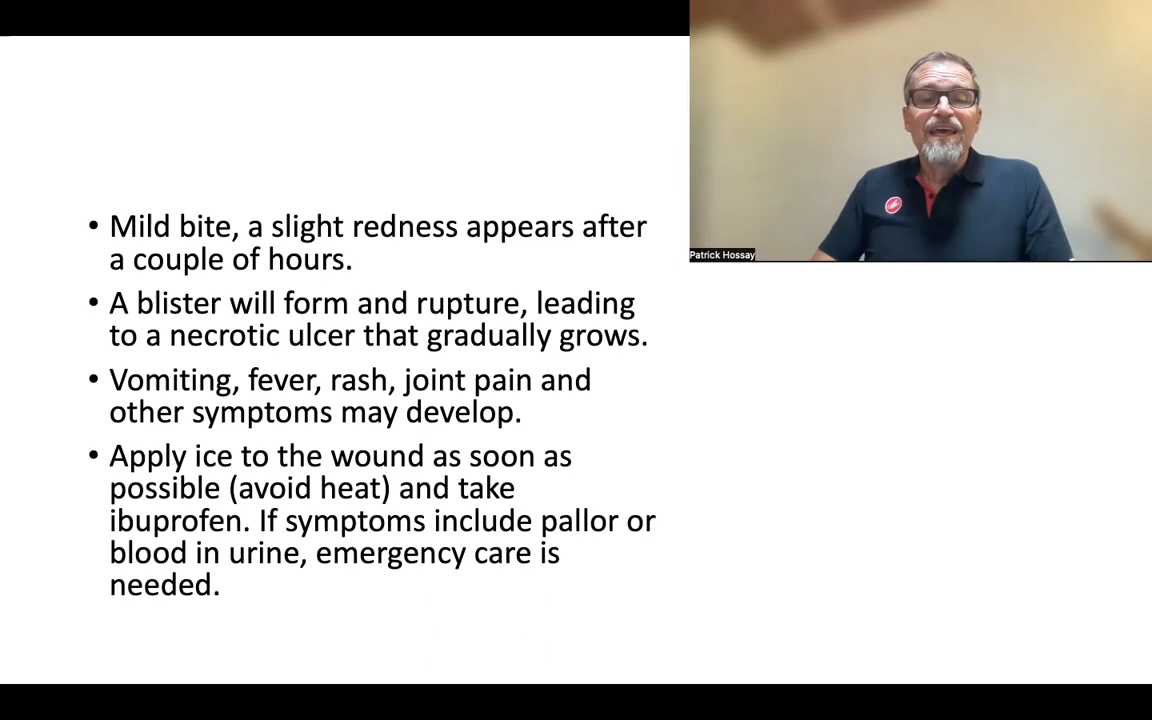 • Mild bite, a slight redness appears after
a couple of hours.
• A blister will form and rupture, leading
to a necrotic ulcer that gradually grows.
• Vomiting, fever, rash, joint pain and
other symptoms may develop.
• Apply ice to the wound as soon as
possible (avoid heat) and take
ibuprofen. If symptoms include pallor or
blood in urine, emergency care is
needed.
Patrick Hossay